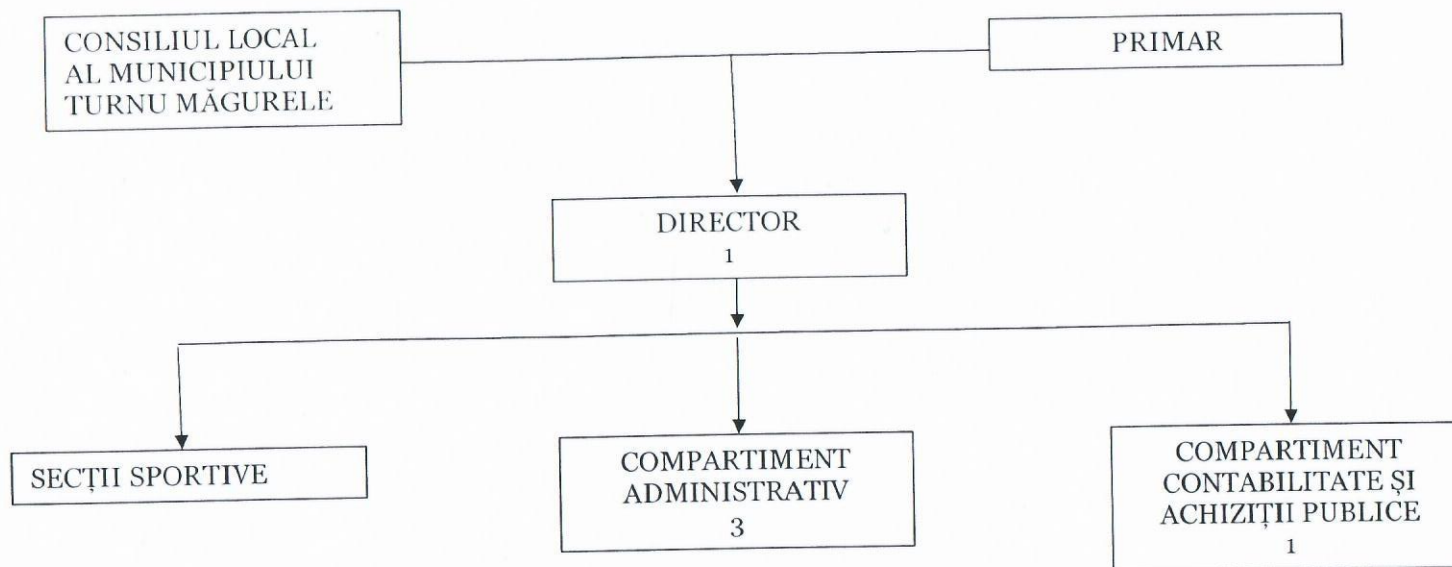 CONSILIUL LOCAL
AL MUNICIPIULUI
TURNU MĂGURELE
PRIMAR
DIRECTOR
1
SECȚII SPORTIVE
COMPARTIMENT
ADMINISTRATIV
3
COMPARTIMENT
CONTABILITATE ȘI
ACHIZIȚII PUBLICE
1